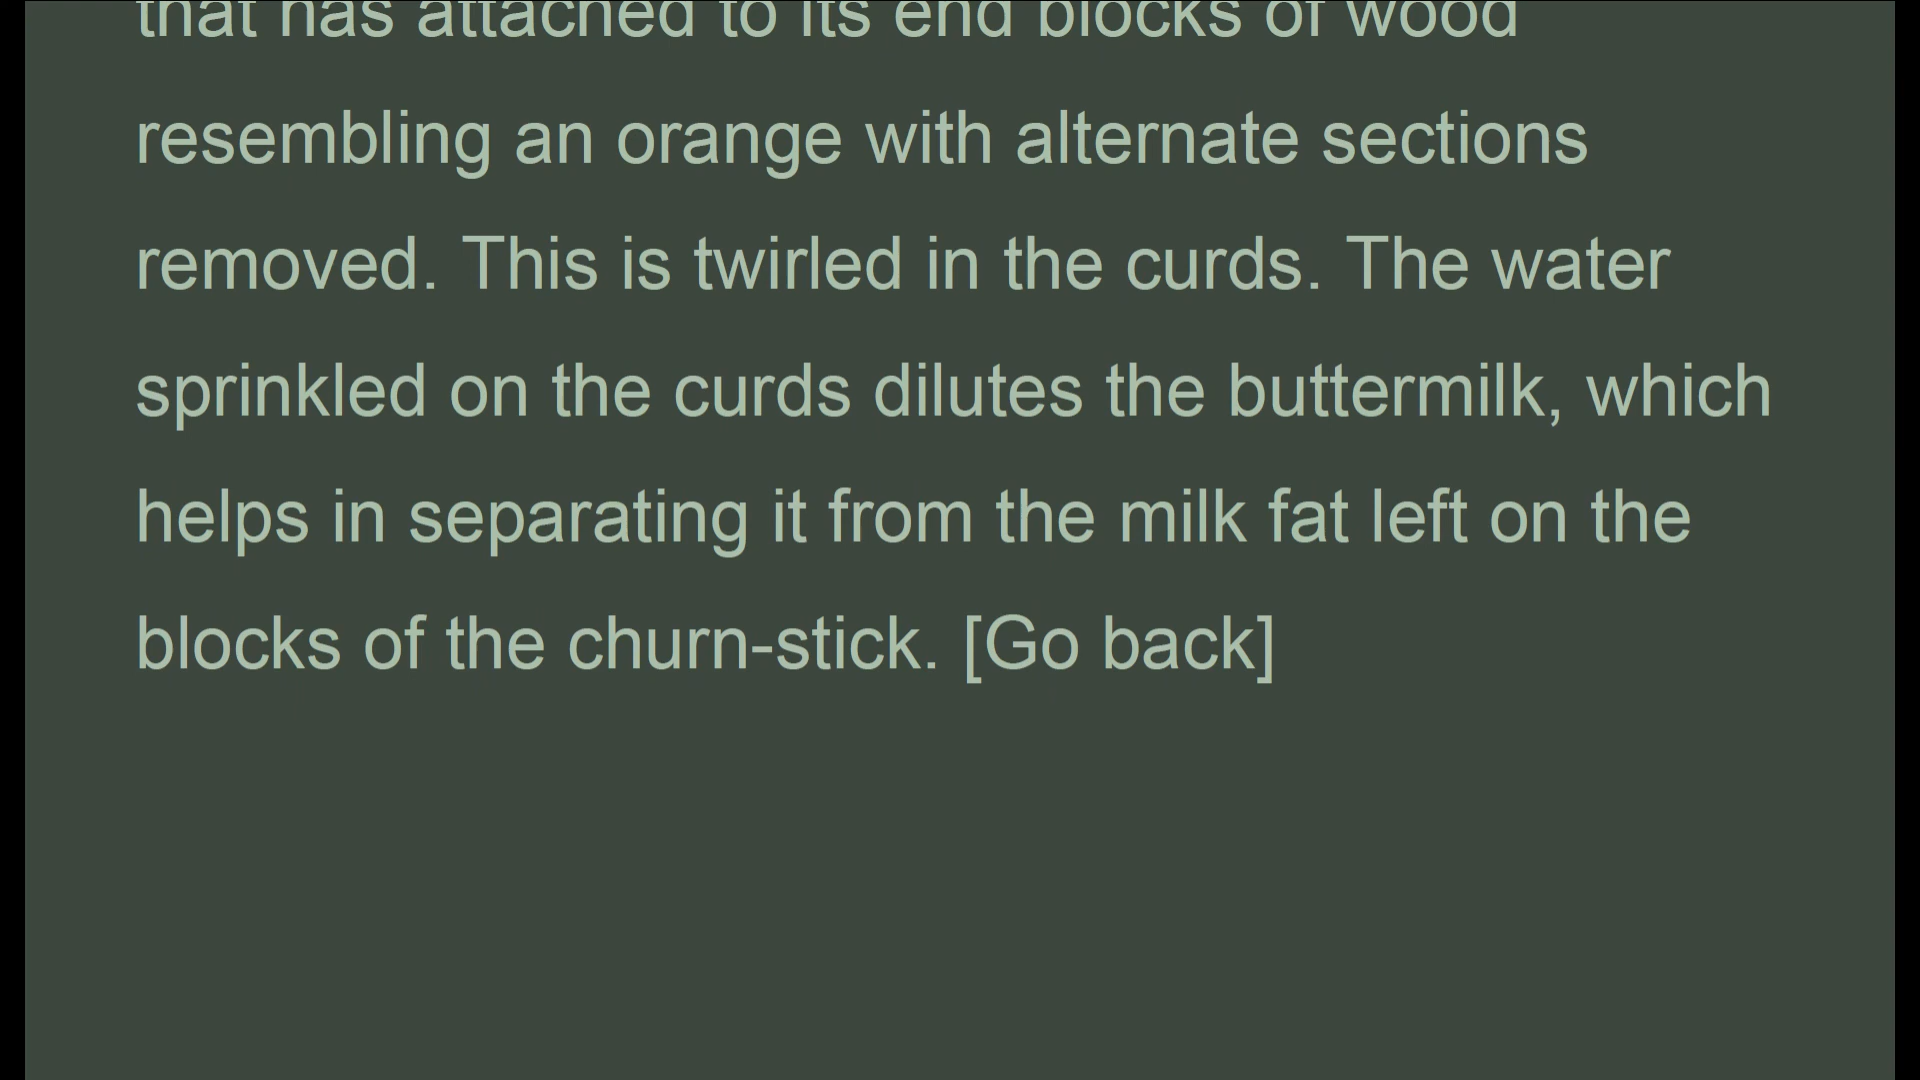 that has attached to its end blocks of wood
resembling an orange with alternate sections
removed. This is twirled in the curds. The water
sprinkled on the curds dilutes the buttermilk, which
helps in separating it from the milk fat left on the
blocks of the churn-stick. [Go back]